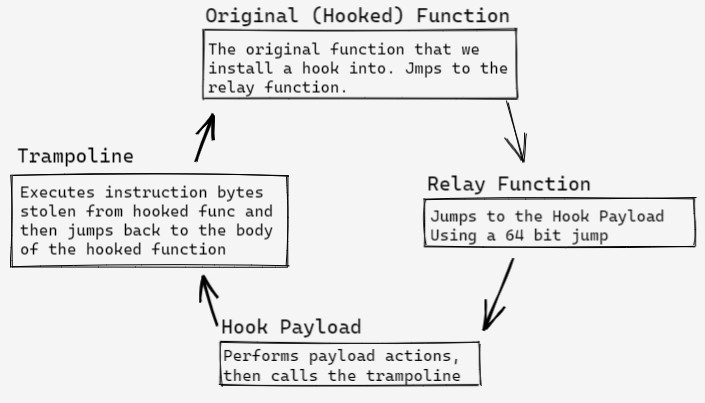 Original (Hooked) Function
The original function that we
install a hook into. Jmps to the
relay function.
Trampoline
Executes instruction bytes
stolen from hooked func and
then jumps back to the body
of the hooked function
Relay Function
Jumps to the Hook Payload
Using a 64 bit jump
Hook Payload
Performs payload actions,
then calls the trampoline